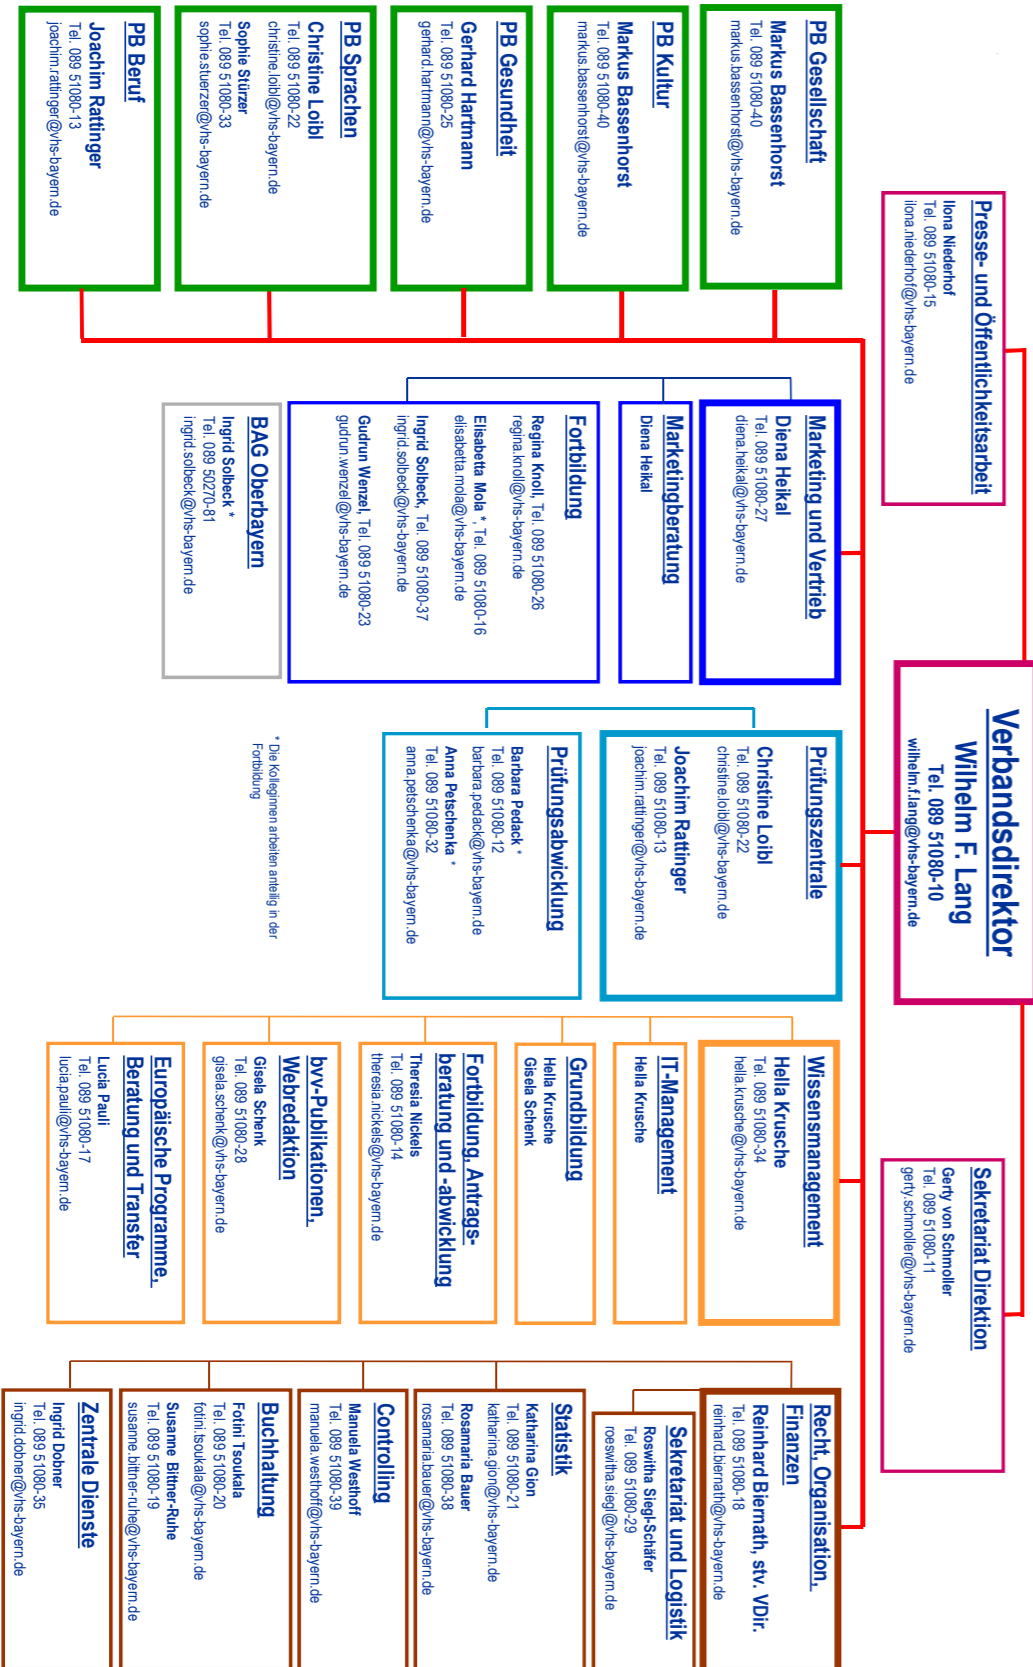 Verbandsdirektor
Wilhelm F. Lang
Tel. 089 51080-10
wilhelm.f.lang@vhs-bayern.de
Presse- und Öffentlichkeitsarbeit
Ilona Niederhof
Tel. 089 51080-15
ilona.niederhof@vhs-bayern.de
Sekretariat Direktion
Gerty von Schmoller
Tel. 089 51080-11
gerty.schmoller@vhs-bayern.de
PB Gesellschaft
Markus Bassenhorst
Tel. 089 51080-40
markus.bassenhorst@vhs-bayern.de
PB Kultur
Markus Bassenhorst
Tel. 089 51080-40
markus.bassenhorst@vhs-bayern.de
PB Gesundheit
Gerhard Hartmann
Tel. 089 51080-25
gerhard.hartmann@vhs-bayern.de
PB Sprachen
Christine Loibl
Tel. 089 51080-22
christine.loibl@vhs-bayern.de
Sophie Stürzer
Tel. 089 51080-33
sophie.stuerzer@vhs-bayern.de
PB Beruf
Joachim Rattinger
Tel. 089 51080-13
joachim.rattinger@vhs-bayern.de
Marketing und Vertrieb
Diena Heikal
Tel. 089 51080-27
diena.heikal@vhs-bayern.de
Marketingberatung
Diena Heikal
Fortbildung
Regina Knoll, Tel. 089 51080-26
regina.knoll@vhs-bayern.de
Elisabetta Mola *, Tel. 089 51080-16
elisabetta.mola@vhs-bayern.de
Ingrid Solbeck, Tel. 089 51080-37
ingrid.solbeck@vhs-bayern.de
Gudrun Wenzel, Tel. 089 51080-23
gudrun.wenzel@vhs-bayern.de
BAG Oberbayern
Ingrid Solbeck *
Tel. 089 50270-81
ingrid.solbeck@vhs-bayern.de
Prüfungszentrale
Christine Loibl
Tel. 089 51080-22
christine.loibl@vhs-bayern.de
Joachim Rattinger
Tel. 089 51080-13
joachim.rattinger@vhs-bayern.de
Prüfungsabwicklung
Barbara Pedack *
Tel. 089 51080-12
barbara.pedack@vhs-bayern.de
Anna Petschenka *
Tel. 089 51080-32
anna.petschenka@vhs-bayern.de
* Die Kolleginnen arbeiten anteilig in der
Fortbildung
Wissensmanagement
Hella Krusche
Tel. 089 51080-34
hella.krusche@vhs-bayern.de
IT-Management
Hella Krusche
Grundbildung
Hella Krusche
Gisela Schenk
Fortbildung, Antrags-
beratung und -abwicklung
Theresia Nickels
Tel. 089 51080-14
theresia.nickels@vhs-bayern.de
bvv-Publikationen,
Webredaktion
Gisela Schenk
Tel. 089 51080-28
gisela.schenk@vhs-bayern.de
Europäische Programme,
Beratung und Transfer
Lucia Pauli
Tel. 089 51080-17
lucia.pauli@vhs-bayern.de
Recht, Organisation,
Finanzen
Reinhard Biernath, stv. VDir.
Tel. 089 51080-18
reinhard.biernath@vhs-bayern.de
Sekretariat und Logistik
Roswitha Siegl-Schäfer
Tel. 089 51080-29
roeswitha.siegl@vhs-bayern.de
Statistik
Katharina Gion
Tel. 089 51080-21
katharina.gion@vhs-bayern.de
Rosamaria Bauer
Tel. 089 51080-38
rosamaria.bauer@vhs-bayern.de
Controlling
Manuela Westhoff
Tel. 089 51080-39
manuela.westhoff@vhs-bayern.de
Buchhaltung
Fotini Tsoukala
Tel. 089 51080-20
fotini.tsoukala@vhs-bayern.de
Susanne Bittner-Ruhe
Tel. 089 51080-19
susanne.bittner-ruhe@vhs-bayern.de
Zentrale Dienste
Ingrid Dobner
Tel. 089 51080-35
ingrid.dobner@vhs-bayern.de